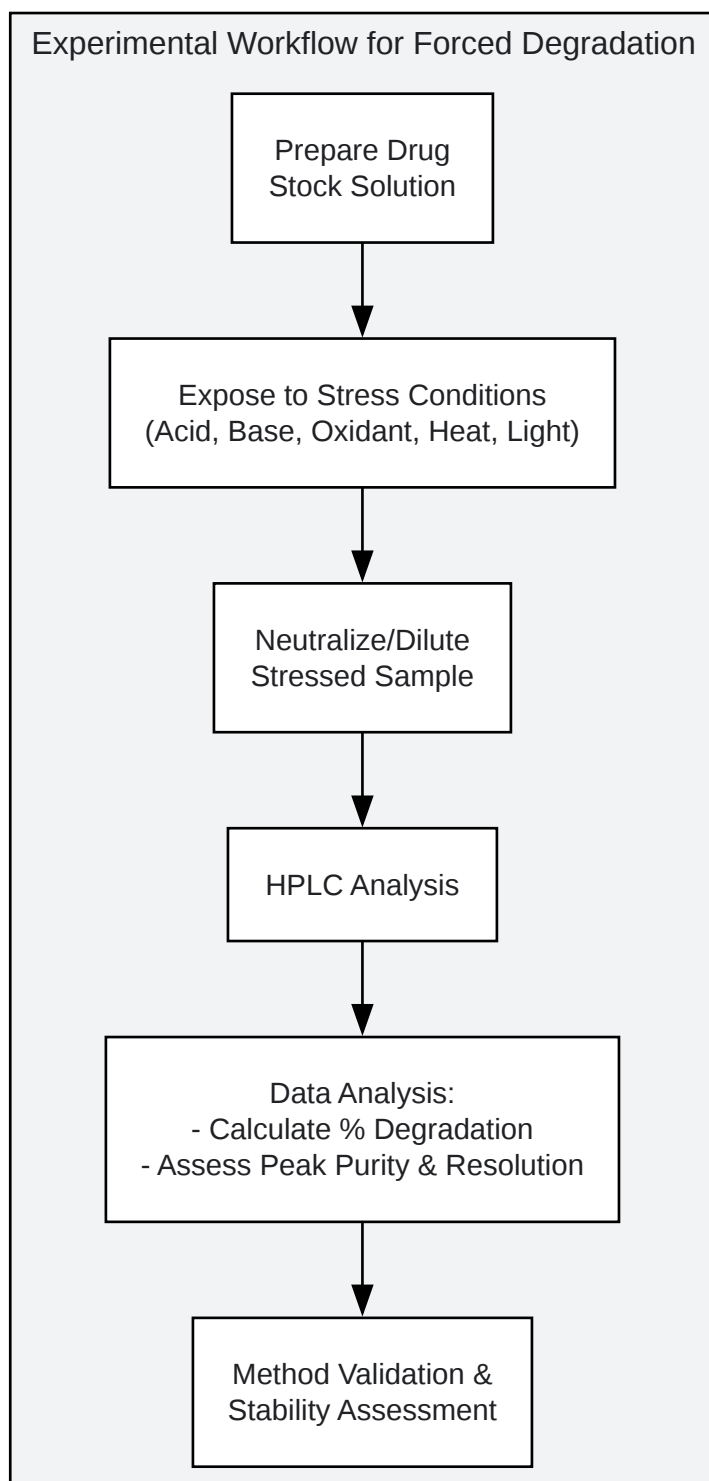 Experimental Workflow for Forced Degradation
Prepare Drug
Stock Solution
Expose to Stress Conditions
(Acid, Base, Oxidant, Heat, Light)
Neutralize/Dilute
Stressed Sample
HPLC Analysis
Data Analysis:
- Calculate % Degradation
- Assess Peak Purity & Resolution
Method Validation &
Stability Assessment